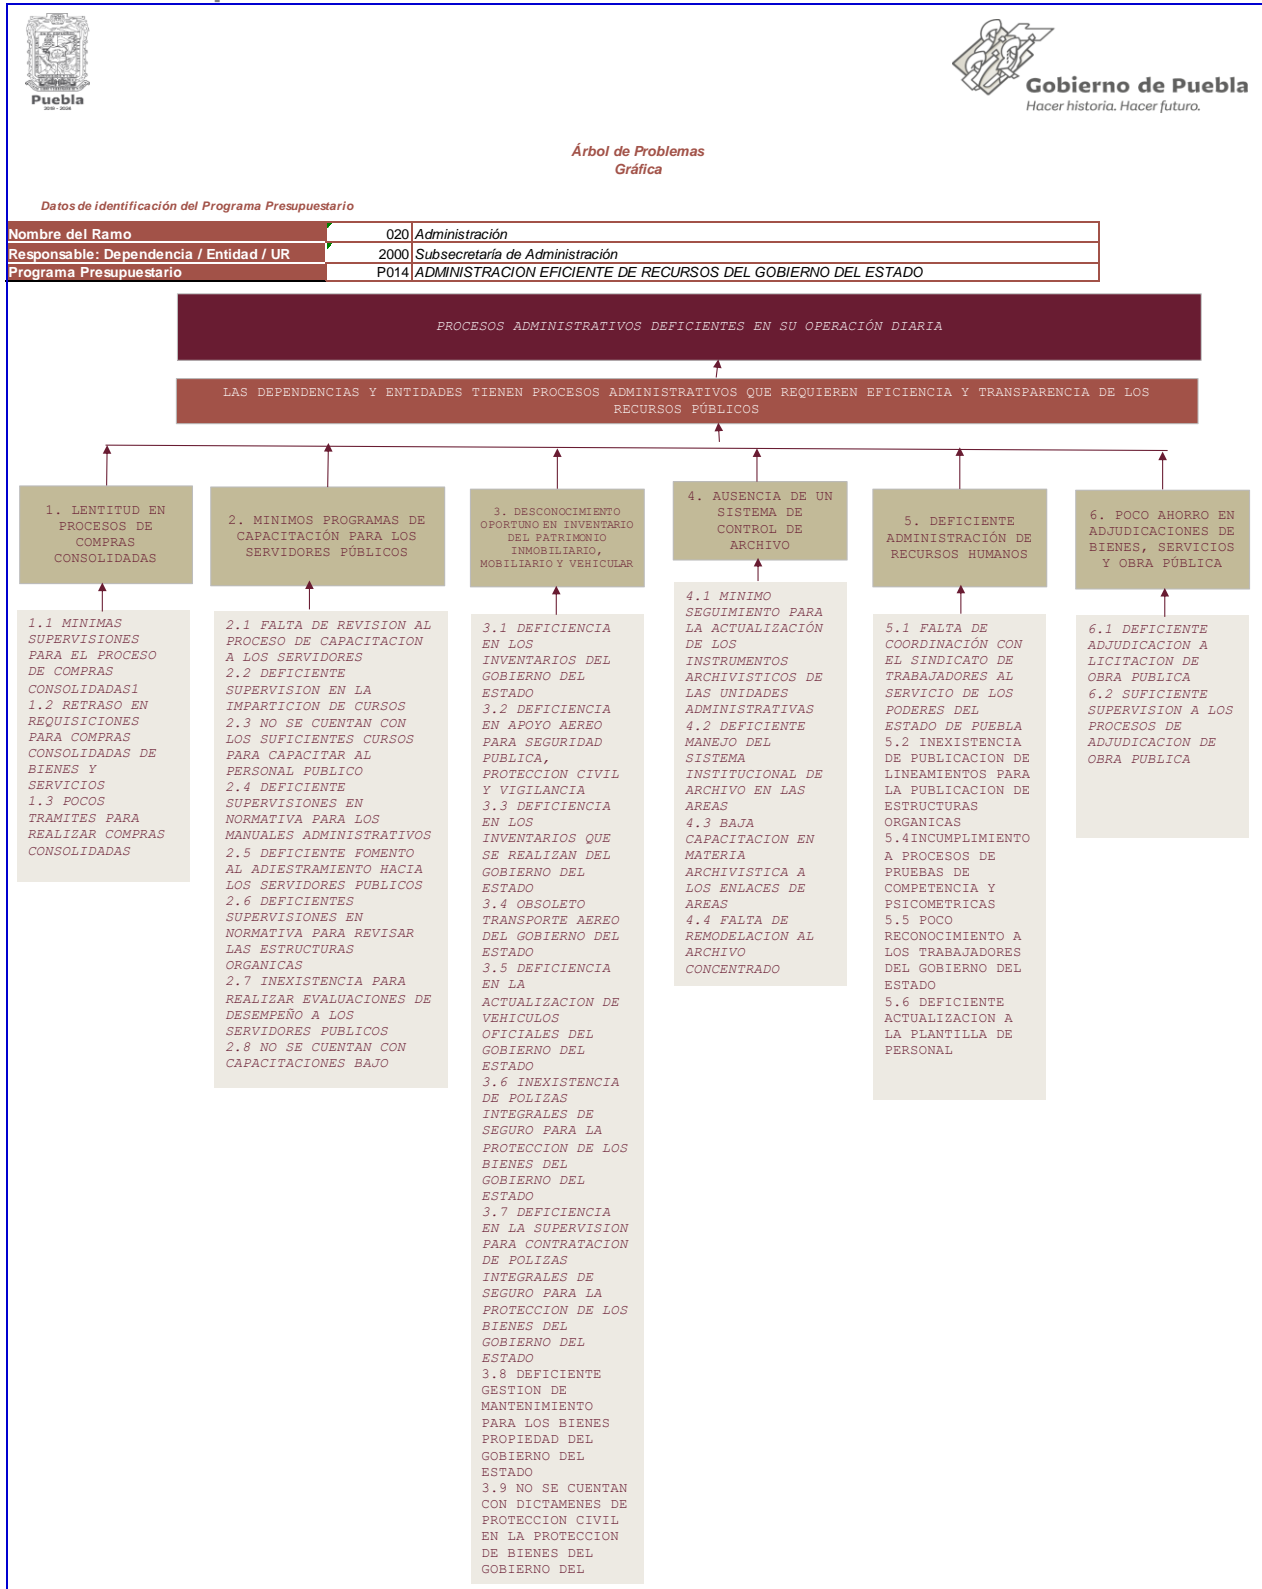 Puebla
2019 - 2024
Gobierno de Puebla
Hacer historia. Hacer futuro.
Árbol de Problemas
Gráfica
Datos de identificación del Programa Presupuestario
Nombre del Ramo 020 Administración
Responsable: Dependencia / Entidad / UR 2000 Subsecretaría de Administración
Programa Presupuestario P014 ADMINISTRACION EFICIENTE DE RECURSOS DEL GOBIERNO DEL ESTADO
PROCESOS ADMINISTRATIVOS DEFICIENTES EN SU OPERACIÓN DIARIA
LAS DEPENDENCIAS Y ENTIDADES TIENEN PROCESOS ADMINISTRATIVOS QUE REQUIEREN EFICIENCIA Y TRANSPARENCIA DE LOS
RECURSOS PÚBLICOS
1. LENTITUD EN
PROCESOS DE
COMPRAS
CONSOLIDADAS
1.1 MINIMAS
SUPERVISIONES
PARA EL PROCESO
DE COMPRAS
CONSOLIDADAS1
1.2 RETRASO EN
REQUISICIONES
PARA COMPRAS
CONSOLIDADAS DE
BIENES Y
SERVICIOS
1.3 POCOS
TRAMITES PARA
REALIZAR COMPRAS
CONSOLIDADAS
2. MINIMOS PROGRAMAS DE
CAPACITACIÓN PARA LOS
SERVIDORES PÚBLICOS
2.1 FALTA DE REVISION AL
PROCESO DE CAPACITACION
A LOS SERVIDORES
2.2 DEFICIENTE
SUPERVISION EN LA
IMPARTICION DE CURSOS
2.3 NO SE CUENTAN CON
LOS SUFICIENTES CURSOS
PARA CAPACITAR AL
PERSONAL PUBLICO
2.4 DEFICIENTE
SUPERVISIONES EN
NORMATIVA PARA LOS
MANUALES ADMINISTRATIVOS
2.5 DEFICIENTE FOMENTO
AL ADIESTRAMIENTO HACIA
LOS SERVIDORES PUBLICOS
2.6 DEFICIENTES
SUPERVISIONES EN
NORMATIVA PARA REVISAR
LAS ESTRUCTURAS
ORGANICAS
2.7 INEXISTENCIA PARA
REALIZAR EVALUACIONES DE
DESEMPEÑO A LOS
SERVIDORES PUBLICOS
2.8 NO SE CUENTAN CON
CAPACITACIONES BAJO
3. DESCONOCIMIENTO
OPORTUNO EN INVENTARIO
DEL PATRIMONIO
INMOBILIARIO,
MOBILIARIO Y VEHICULAR
3.1 DEFICIENCIA
EN LOS
INVENTARIOS DEL
GOBIERNO DEL
ESTADO
3.2 DEFICIENCIA
EN APOYO AEREO
PARA SEGURIDAD
PUBLICA,
PROTECCION CIVIL
Y VIGILANCIA
3.3 DEFICIENCIA
EN LOS
INVENTARIOS QUE
SE REALIZAN DEL
GOBIERNO DEL
ESTADO
3.4 OBSOLETO
TRANSPORTE AEREO
DEL GOBIERNO DEL
ESTADO
3.5 DEFICIENCIA
EN LA
ACTUALIZACION DE
VEHICULOS
OFICIALES DEL
GOBIERNO DEL
ESTADO
3.6 INEXISTENCIA
DE POLIZAS
INTEGRALES DE
SEGURO PARA LA
PROTECCION DE LOS
BIENES DEL
GOBIERNO DEL
ESTADO
3.7 DEFICIENCIA
EN LA SUPERVISION
PARA CONTRATACION
DE POLIZAS
INTEGRALES DE
SEGURO PARA LA
PROTECCION DE LOS
BIENES DEL
GOBIERNO DEL
ESTADO
3.8 DEFICIENTE
GESTION DE
MANTENIMIENTO
PARA LOS BIENES
PROPIEDAD DEL
GOBIERNO DEL
ESTADO
3.9 NO SE CUENTAN
CON DICTAMENES DE
PROTECCION CIVIL
EN LA PROTECCION
DE BIENES DEL
GOBIERNO DEL
4. AUSENCIA DE UN
SISTEMA DE
CONTROL DE
ARCHIVO
4.1 MINIMO
SEGUIMIENTO PARA
LA ACTUALIZACIÓN
DE LOS
INSTRUMENTOS
ARCHIVISTICOS DE
LAS UNIDADES
ADMINISTRATIVAS
4.2 DEFICIENTE
MANEJO DEL
SISTEMA
INSTITUCIONAL DE
ARCHIVO EN LAS
AREAS
4.3 BAJA
CAPACITACION EN
MATERIA
ARCHIVISTICA A
LOS ENLACES DE
AREAS
4.4 FALTA DE
REMODELACION AL
ARCHIVO
CONCENTRADO
5. DEFICIENTE
ADMINISTRACIÓN DE
RECURSOS HUMANOS
5.1 FALTA DE
COORDINACIÓN CON
EL SINDICATO DE
TRABAJADORES AL
SERVICIO DE LOS
PODERES DEL
ESTADO DE PUEBLA
5.2 INEXISTENCIA
DE PUBLICACION DE
LINEAMIENTOS PARA
LA PUBLICACION DE
ESTRUCTURAS
ORGANICAS
5.4INCUMPLIMIENTO
A PROCESOS DE
PRUEBAS DE
COMPETENCIA Y
PSICOMETRICAS
5.5 POCO
RECONOCIMIENTO A
LOS TRABAJADORES
DEL GOBIERNO DEL
ESTADO
5.6 DEFICIENTE
ACTUALIZACION A
LA PLANTILLA DE
PERSONAL
6. POCO AHORRO EN
ADJUDICACIONES DE
BIENES, SERVICIOS
Y OBRA PÚBLICA
6.1 DEFICIENTE
ADJUDICACION A
LICITACION DE
OBRA PUBLICA
6.2 SUFICIENTE
SUPERVISION A LOS
PROCESOS DE
ADJUDICACION DE
OBRA PUBLICA